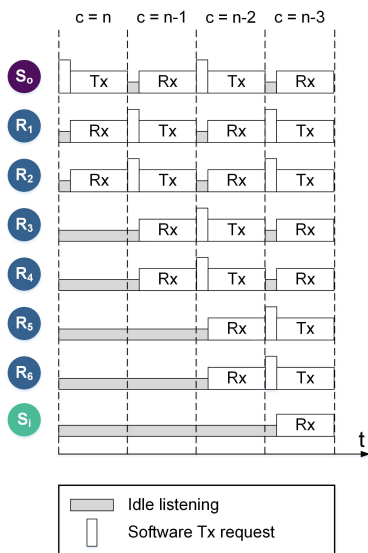 c = n c = n-1 c = n-2 c = n-3
So Tx Rx Tx Rx
R1 Rx Tx Rx Tx
R2 Rx Tx Rx Tx
R3 Rx Tx Rx
R4 Rx Tx Rx
R5 Rx Tx
R6 Rx Tx
Si Rx
t
Idle listening
Software Tx request